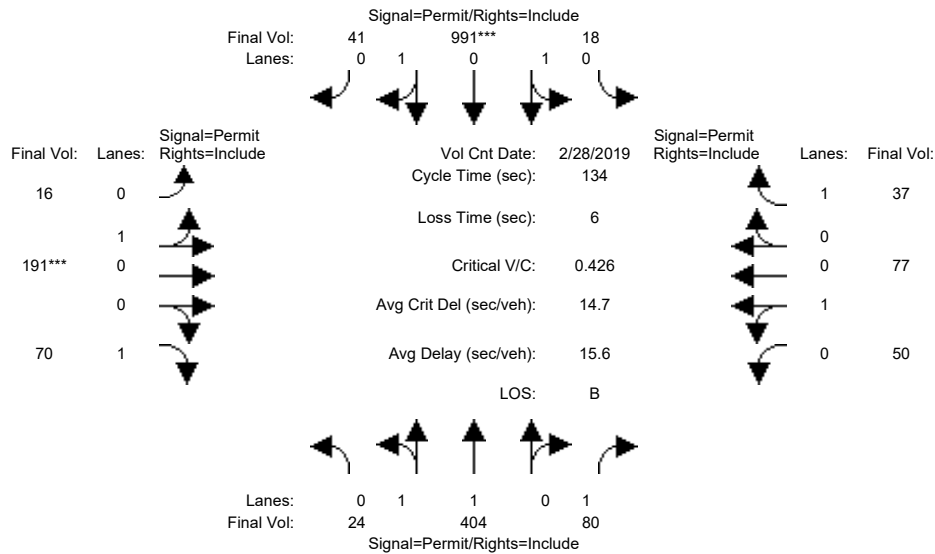 Signal=Permit/Rights=Include
Final Vol: 41 991*** 18
Lanes: 0 1 0 1 0
Signal=Permit
Final Vol: Lanes: Rights=Include
Vol Cnt Date: 2/28/2019
Signal=Permit
Rights=Include Lanes: Final Vol:
Cycle Time (sec): 134
16 0
1 37
Loss Time (sec): 6
1
0
191*** 0
Critical V/C: 0.426
0 77
0
Avg Crit Del (sec/veh): 14.7
1
70 1
Avg Delay (sec/veh): 15.6
0 50
LOS: B
Lanes: 0 1 1 0 1
Final Vol: 24 404 80
Signal=Permit/Rights=Include